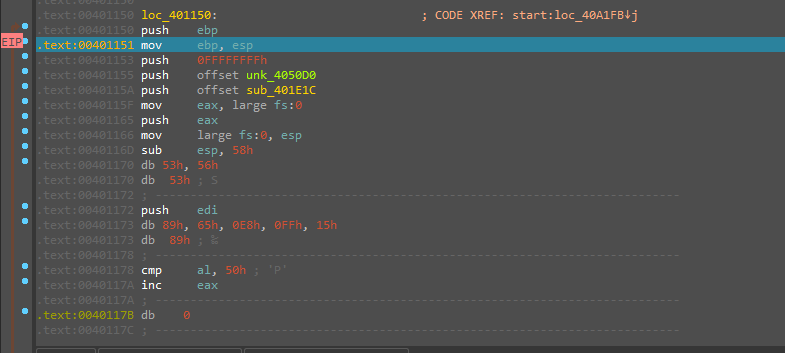 .text:00401150
.text:00401150 loc_401150: ; CODE XREF: start:loc_40A1FB↓j
.text:00401150 push ebp
EIP .text:00401151 mov ebp, esp
.text:00401153 push 0FFFFFFFFh
.text:00401155 push offset unk_4050D0
.text:0040115A push offset sub_401E1C
.text:0040115F mov eax, large fs:0
.text:00401165 push eax
.text:00401166 mov large fs:0, esp
.text:0040116D sub esp, 58h
.text:00401170 db 53h, 56h
.text:00401170 db 53h ; S
.text:00401172 ; ---------------------------------------------------------------------------
.text:00401172 push edi
.text:00401173 db 89h, 65h, 0E8h, 0FFh, 15h
.text:00401173 db 89h ; ‰
.text:00401178 ; ---------------------------------------------------------------------------
.text:00401178 cmp al, 50h ; 'P'
.text:0040117A inc eax
.text:0040117A ; ---------------------------------------------------------------------------
.text:0040117B db 0
.text:0040117C ; ---------------------------------------------------------------------------